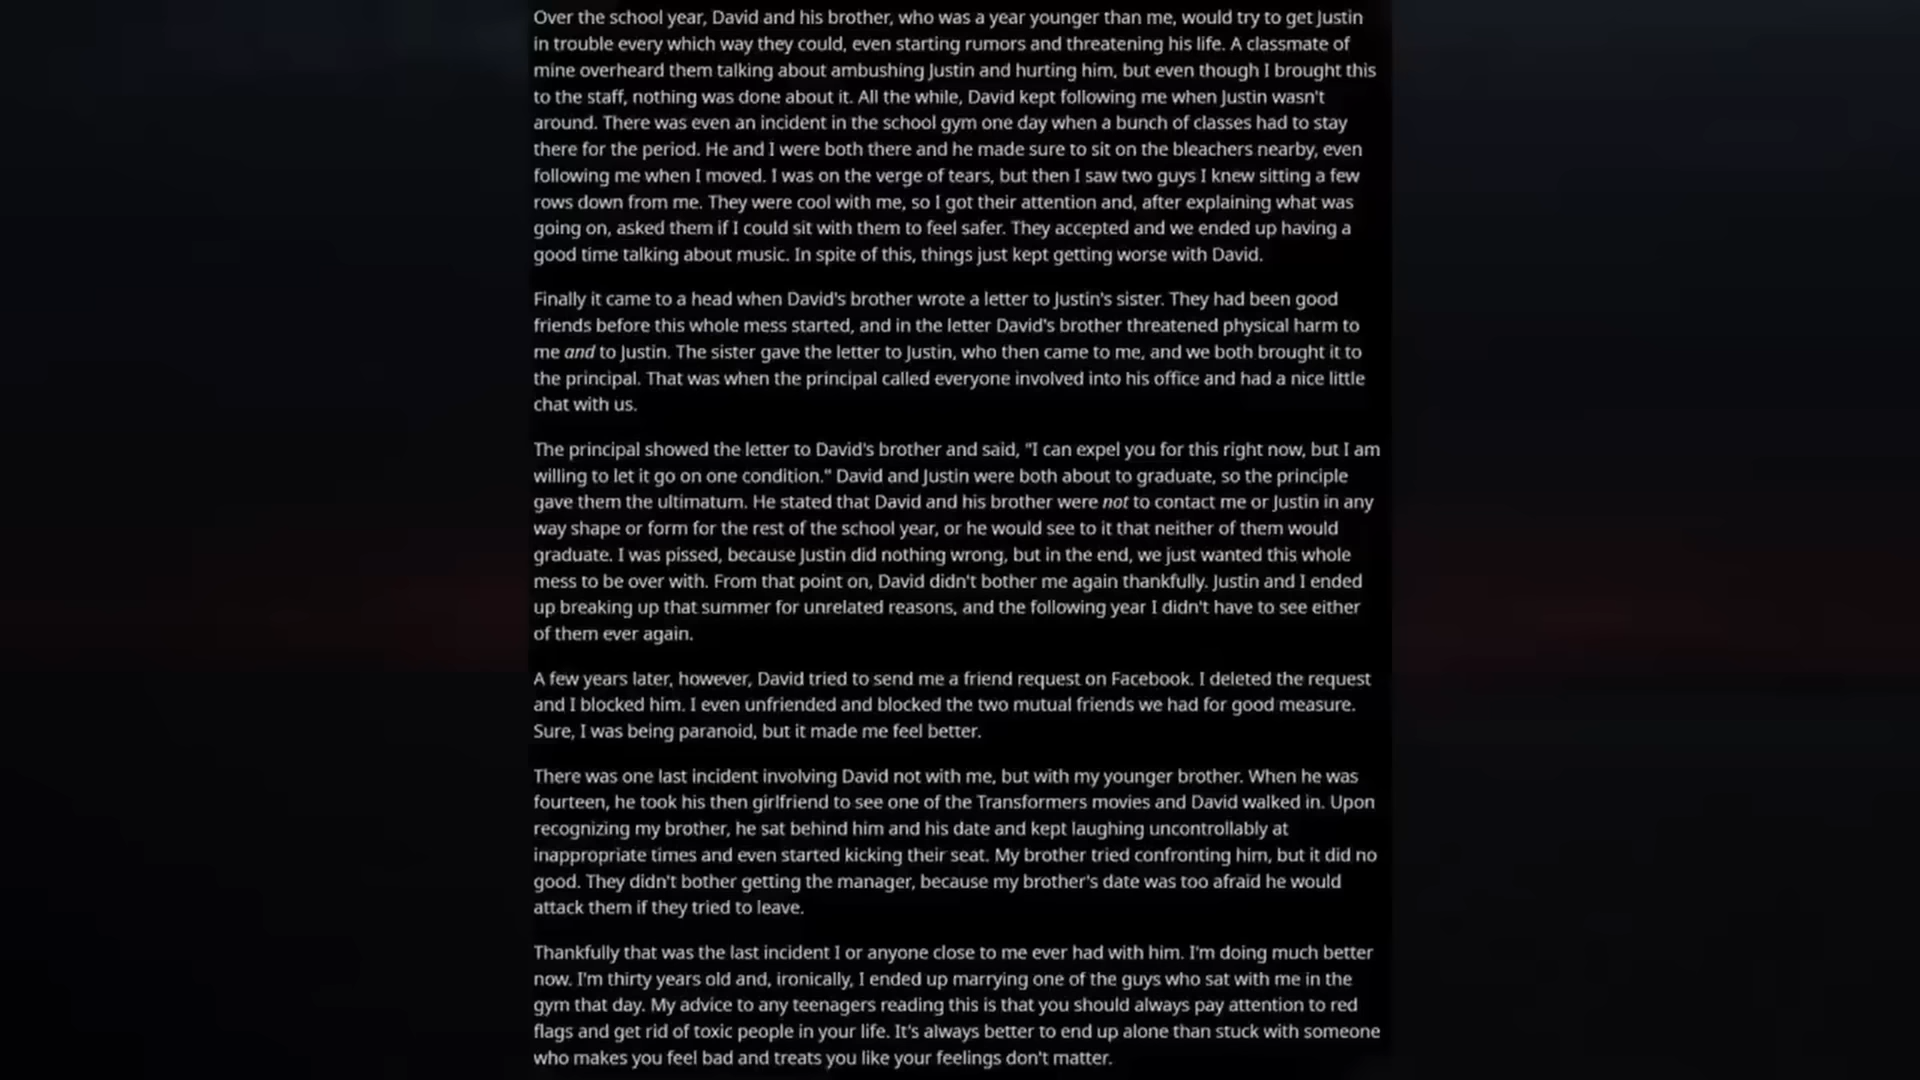 Over the school year, David and his brother, who was a year younger than me, would try to get Justin
in trouble every which way they could, even starting rumors and threatening his life. A classmate of
mine overheard them talking about ambushing Justin and hurting him, but even though I brought this
to the staff, nothing was done about it. All the while, David kept following me when Justin wasn't
around. There was even an incident in the school gym one day when a bunch of classes had to stay
there for the period. He and I were both there and he made sure to sit on the bleachers nearby, even
following me when I moved. I was on the verge of tears, but then I saw two guys I knew sitting a few
rows down from me. They were cool with me, so I got their attention and, after explaining what was
going on, asked them if I could sit with them to feel safer. They accepted and we ended up having a
good time talking about music. In spite of this, things just kept getting worse with David.
Finally it came to a head when David's brother wrote a letter to Justin's sister. They had been good
friends before this whole mess started, and in the letter David's brother threatened physical harm to
me and to Justin. The sister gave the letter to Justin, who then came to me, and we both brought it to
the principal. That was when the principal called everyone involved into his office and had a nice little
chat with us.
The principal showed the letter to David's brother and said, "I can expel you for this right now, but I am
willing to let it go on one condition." David and Justin were both about to graduate, so the principle
gave them the ultimatum. He stated that David and his brother were not to contact me or Justin in any
way shape or form for the rest of the school year, or he would see to it that neither of them would
graduate. I was pissed, because Justin did nothing wrong, but in the end, we just wanted this whole
mess to be over with. From that point on, David didn't bother me again thankfully. Justin and I ended
up breaking up that summer for unrelated reasons, and the following year I didn't have to see either
of them ever again.
A few years later, however, David tried to send me a friend request on Facebook. I deleted the request
and I blocked him. I even unfriended and blocked the two mutual friends we had for good measure.
Sure, I was being paranoid, but it made me feel better.
There was one last incident involving David not with me, but with my younger brother. When he was
fourteen, he took his then girlfriend to see one of the Transformers movies and David walked in. Upon
recognizing my brother, he sat behind him and his date and kept laughing uncontrollably at
inappropriate times and even started kicking their seat. My brother tried confronting him, but it did no
good. They didn't bother getting the manager, because my brother's date was too afraid he would
attack them if they tried to leave.
Thankfully that was the last incident I or anyone close to me ever had with him. I'm doing much better
now. I'm thirty years old and, ironically, I ended up marrying one of the guys who sat with me in the
gym that day. My advice to any teenagers reading this is that you should always pay attention to red
flags and get rid of toxic people in your life. It's always better to end up alone than stuck with someone
who makes you feel bad and treats you like your feelings don't matter.